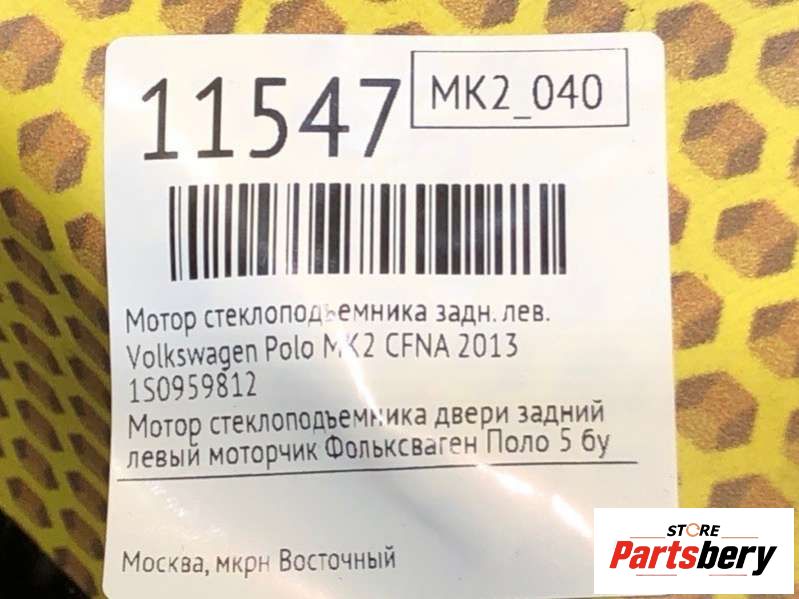 11547
MK2_040
Мотор стеклоподъемника задн. лев.
Volkswagen Polo MK2 CFNA 2013
1S0959812
Мотор стеклоподъемника двери задний
левый моторчик Фольксваген Поло 5 бу
Москва, мкрн Восточный
STORE
Partsbery